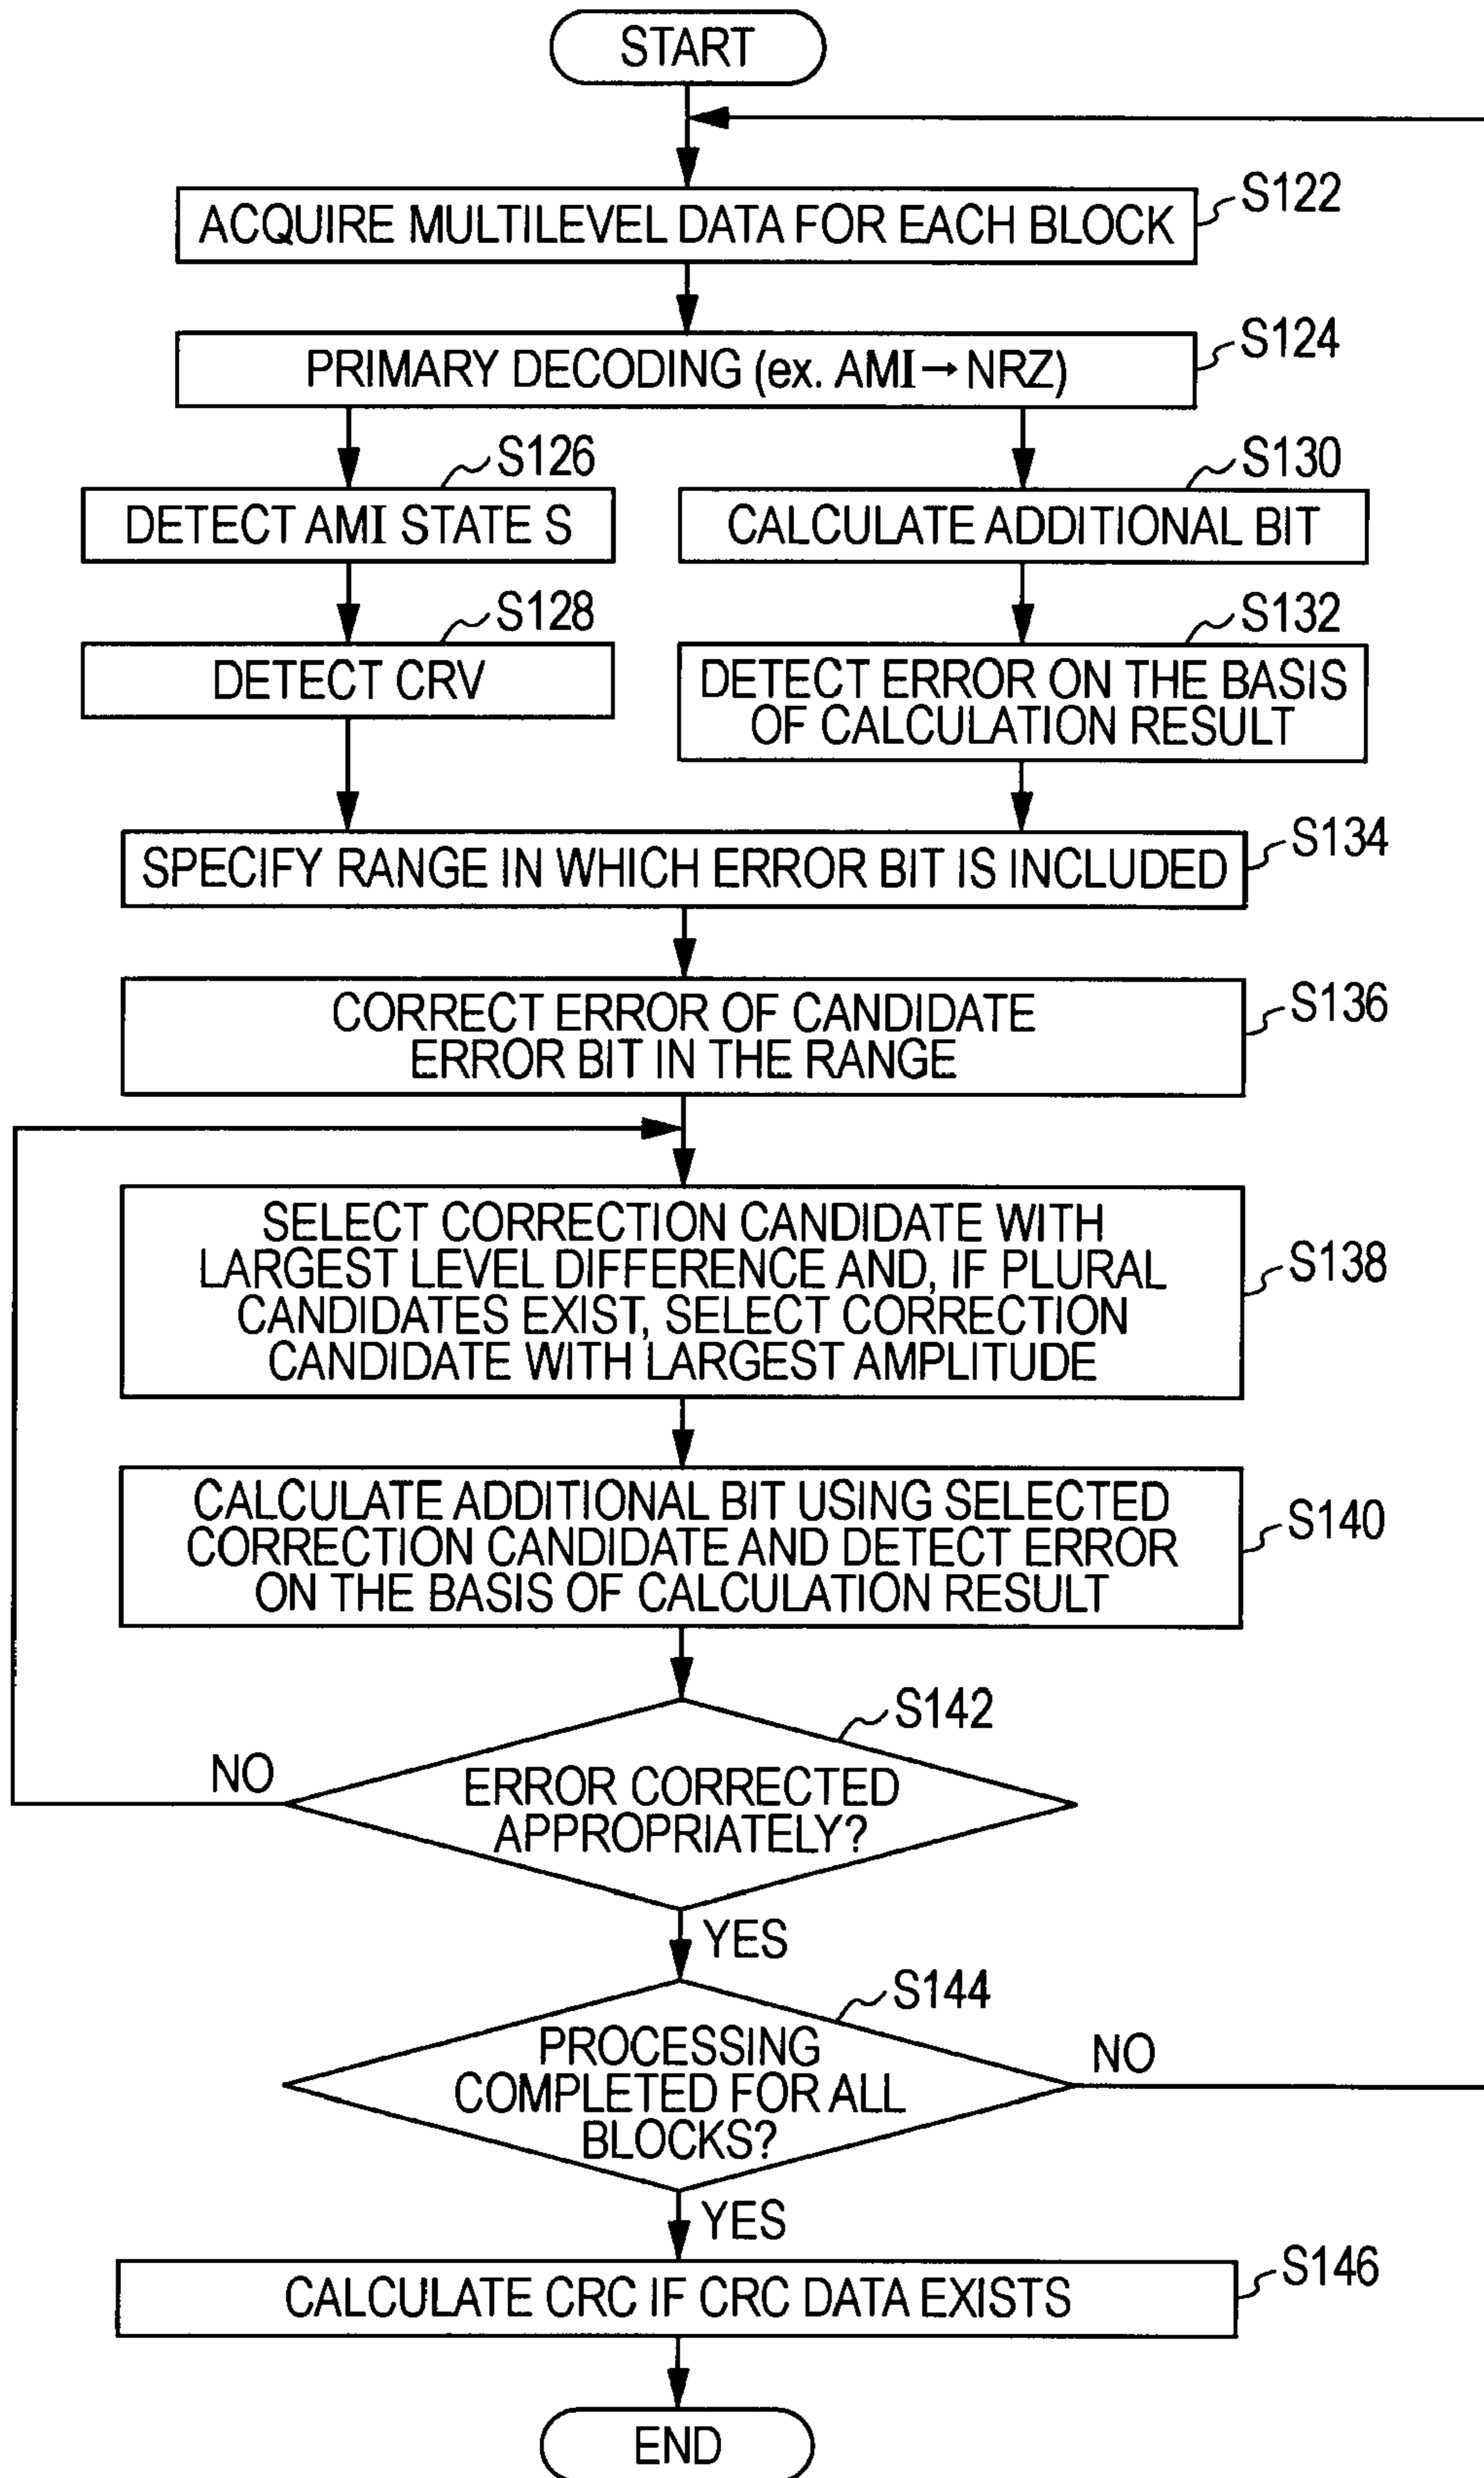 START
ACQUIRE MULTILEVEL DATA FOR EACH BLOCK
S122
PRIMARY DECODING (ex. AMI→NRZ)
S124
DETECT AMI STATE S
S126
CALCULATE ADDITIONAL BIT
S130
DETECT CRV
S128
DETECT ERROR ON THE BASIS
OF CALCULATION RESULT
S132
SPECIFY RANGE IN WHICH ERROR BIT IS INCLUDED
S134
CORRECT ERROR OF CANDIDATE
ERROR BIT IN THE RANGE
S136
SELECT CORRECTION CANDIDATE WITH
LARGEST LEVEL DIFFERENCE AND, IF PLURAL
CANDIDATES EXIST, SELECT CORRECTION
CANDIDATE WITH LARGEST AMPLITUDE
S138
CALCULATE ADDITIONAL BIT USING SELECTED
CORRECTION CANDIDATE AND DETECT ERROR
ON THE BASIS OF CALCULATION RESULT
S140
S142
NO
ERROR CORRECTED
APPROPRIATELY?
YES
S144
PROCESSING
COMPLETED FOR ALL
BLOCKS?
NO
YES
CALCULATE CRC IF CRC DATA EXISTS
S146
END